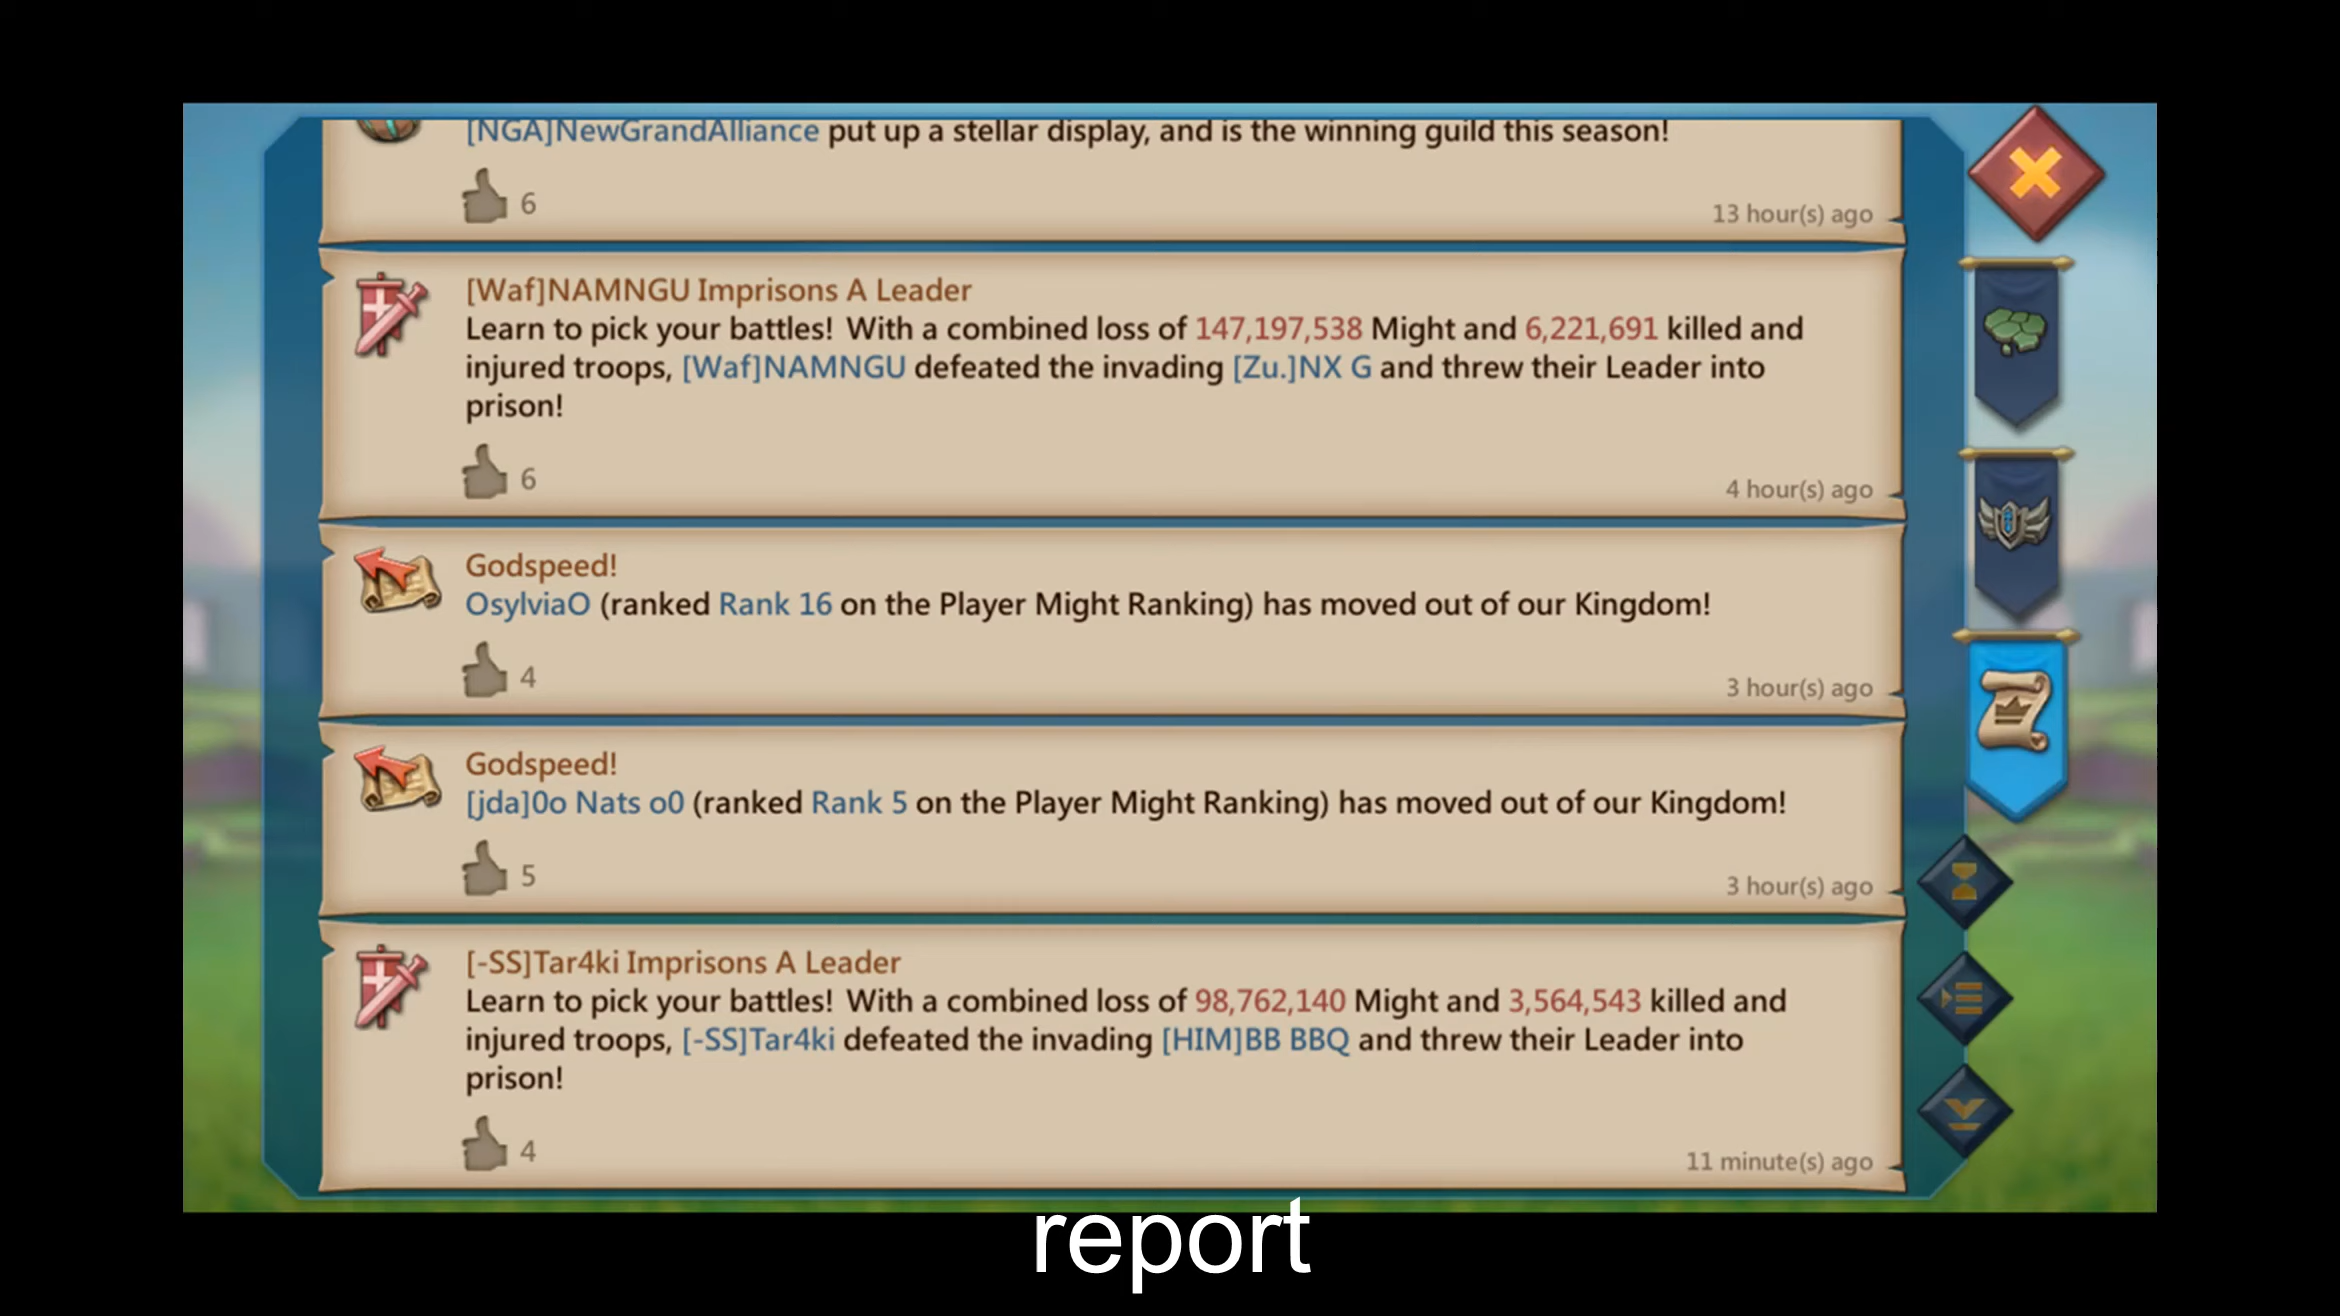 [NGA]NewGrandAlliance put up a stellar display, and is the winning guild this season!
6
13 hour(s) ago
[Waf]NAMNGU Imprisons A Leader
Learn to pick your battles! With a combined loss of 147,197,538 Might and 6,221,691 killed and
injured troops, [Waf]NAMNGU defeated the invading [Zu.]NX G and threw their Leader into
prison!
6
4 hour(s) ago
Godspeed!
OsylviaO (ranked Rank 16 on the Player Might Ranking) has moved out of our Kingdom!
4
3 hour(s) ago
Godspeed!
[jda]0o Nats o0 (ranked Rank 5 on the Player Might Ranking) has moved out of our Kingdom!
5
3 hour(s) ago
[-SS]Tar4ki Imprisons A Leader
Learn to pick your battles! With a combined loss of 98,762,140 Might and 3,564,543 killed and
injured troops, [-SS]Tar4ki defeated the invading [HIM]BB BBQ and threw their Leader into
prison!
4
11 minute(s) ago
report